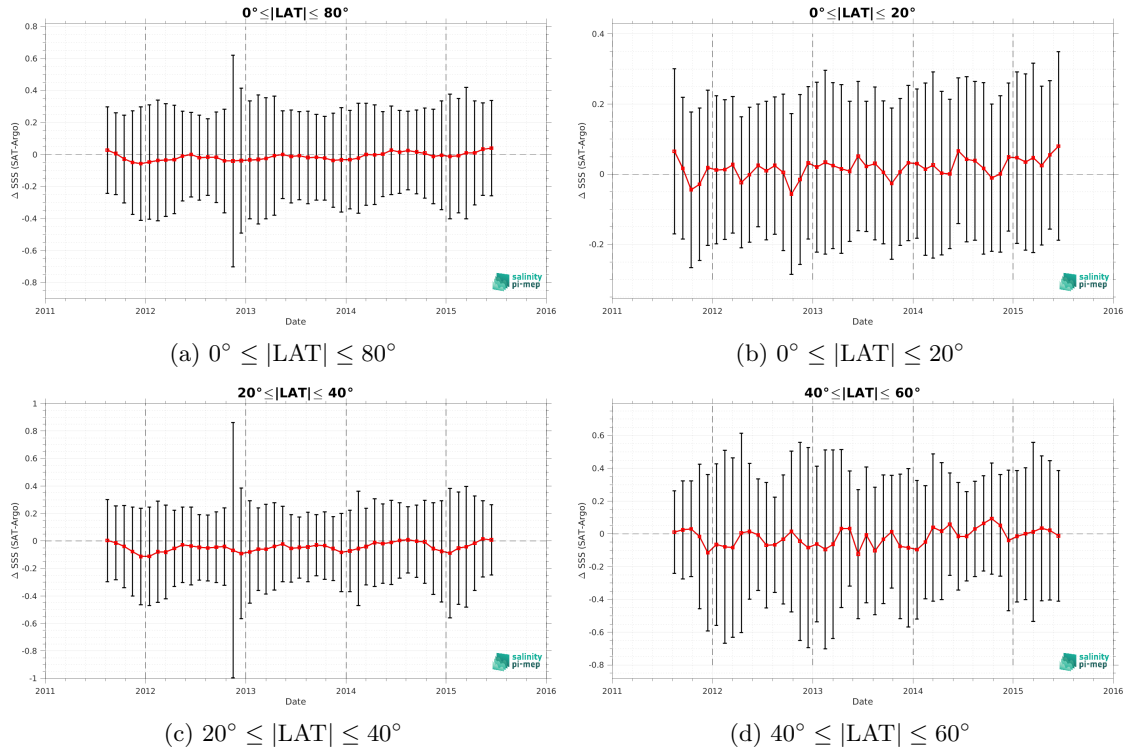 0°≤|LAT|≤ 80°
Δ SSS (SAT-Argo)
0.8
0.6
0.4
0.2
0
-0.2
-0.4
-0.6
-0.8
2011 2012 2013 2014 2015 2016
Date
salinity
pi-mep
(a) 0° ≤ |LAT| ≤ 80°
0°≤|LAT|≤ 20°
Δ SSS (SAT-Argo)
0.4
0.2
0
-0.2
2011 2012 2013 2014 2015 2016
Date
salinity
pi-mep
(b) 0° ≤ |LAT| ≤ 20°
20°≤|LAT|≤ 40°
Δ SSS (SAT-Argo)
1
0.8
0.6
0.4
0.2
0
-0.2
-0.4
-0.6
-0.8
-1
2011 2012 2013 2014 2015 2016
Date
salinity
pi-mep
(c) 20° ≤ |LAT| ≤ 40°
40°≤|LAT|≤ 60°
Δ SSS (SAT-Argo)
0.6
0.4
0.2
0
-0.2
-0.4
-0.6
-0.8
2011 2012 2013 2014 2015 2016
Date
salinity
pi-mep
(d) 40° ≤ |LAT| ≤ 60°